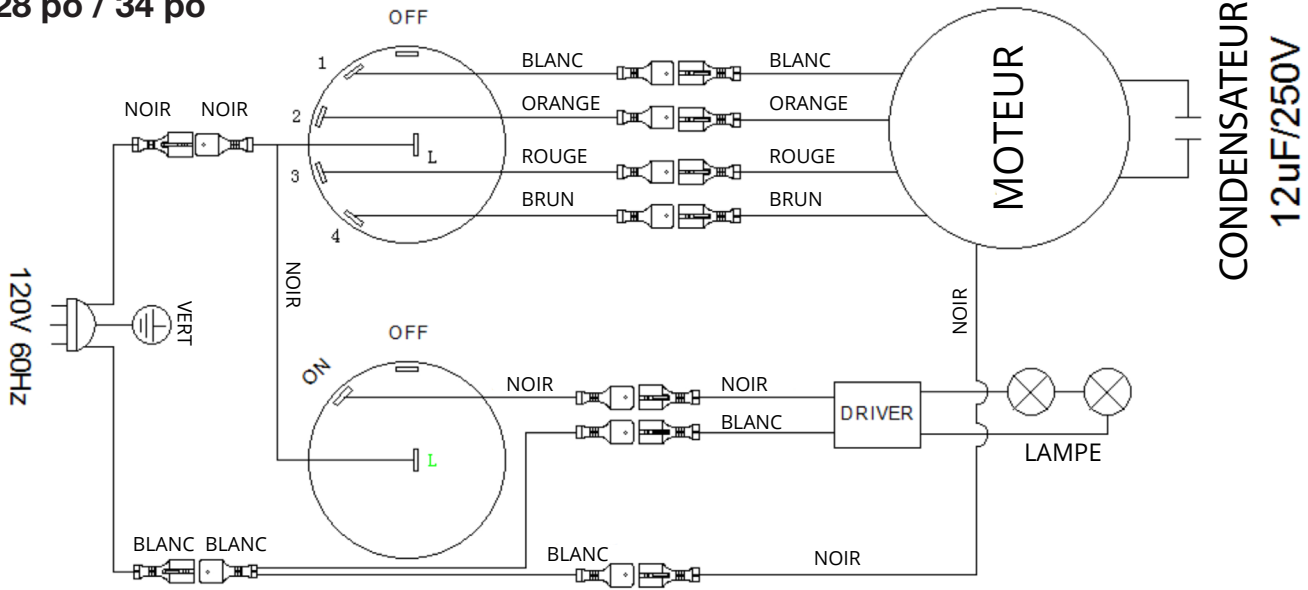 28 po / 34 po
OFF
1
2
3
4
L
NOIR NOIR
BLANC BLANC
ORANGE ORANGE
ROUGE ROUGE
BRUN BRUN
MOTEUR
CONDENSATEUR
12uF/250V
NOIR
NOIR
120V 60Hz
VERT
OFF
ON
L
NOIR NOIR
BLANC
DRIVER
LAMPE
BLANC BLANC
BLANC NOIR